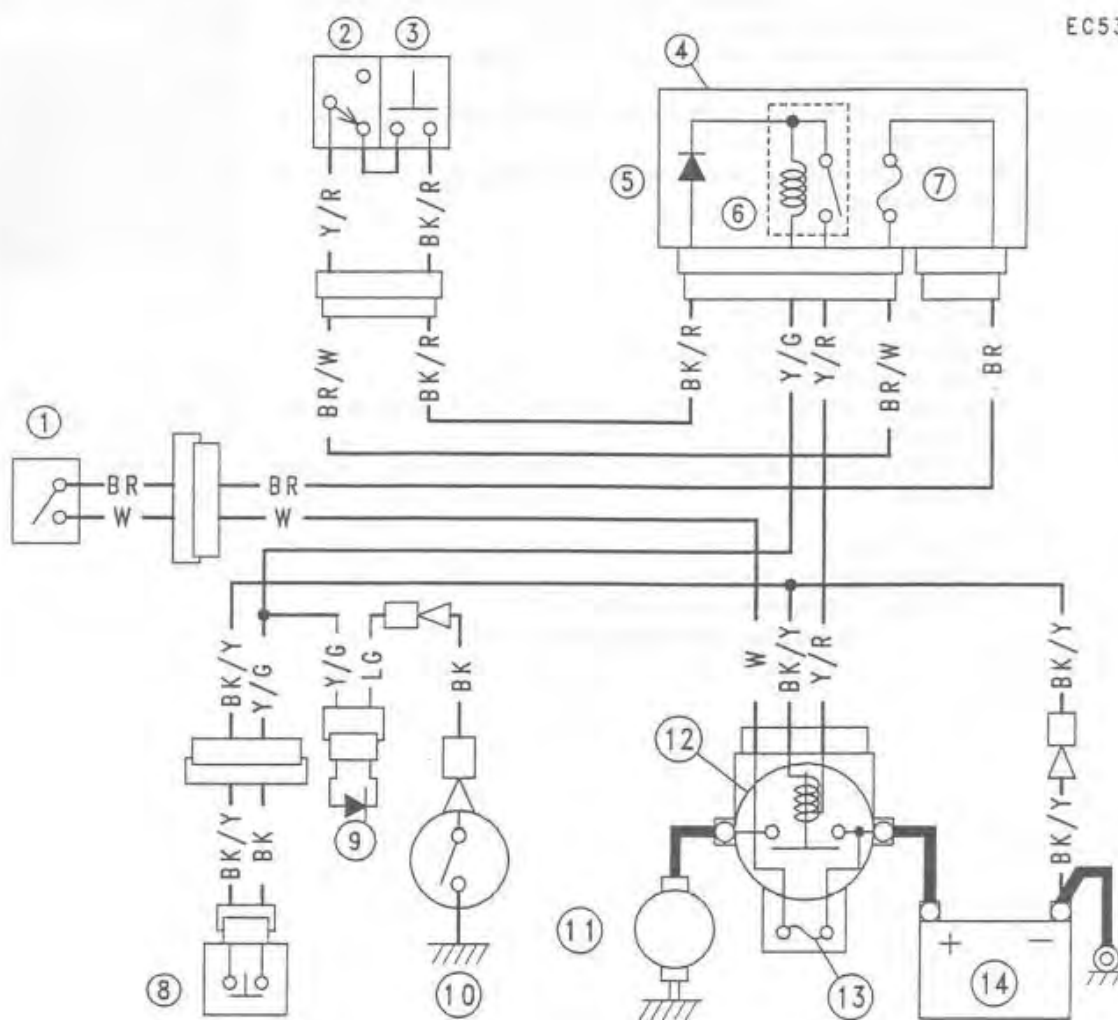 EC53
② ③
④
⑤
⑥
⑦
Y/R
BK/R
BR/W
BK/R
BK/R
Y/G
Y/R
BR/W
BR
①
BR
BR
W
W
BK/Y
Y/G
Y/G
LG
BK
W
BK/Y
Y/R
BK/Y
⑫
BK/Y
BK
⑨
BK/Y
⑪
+
−
⑧
⑩
⑬
⑭